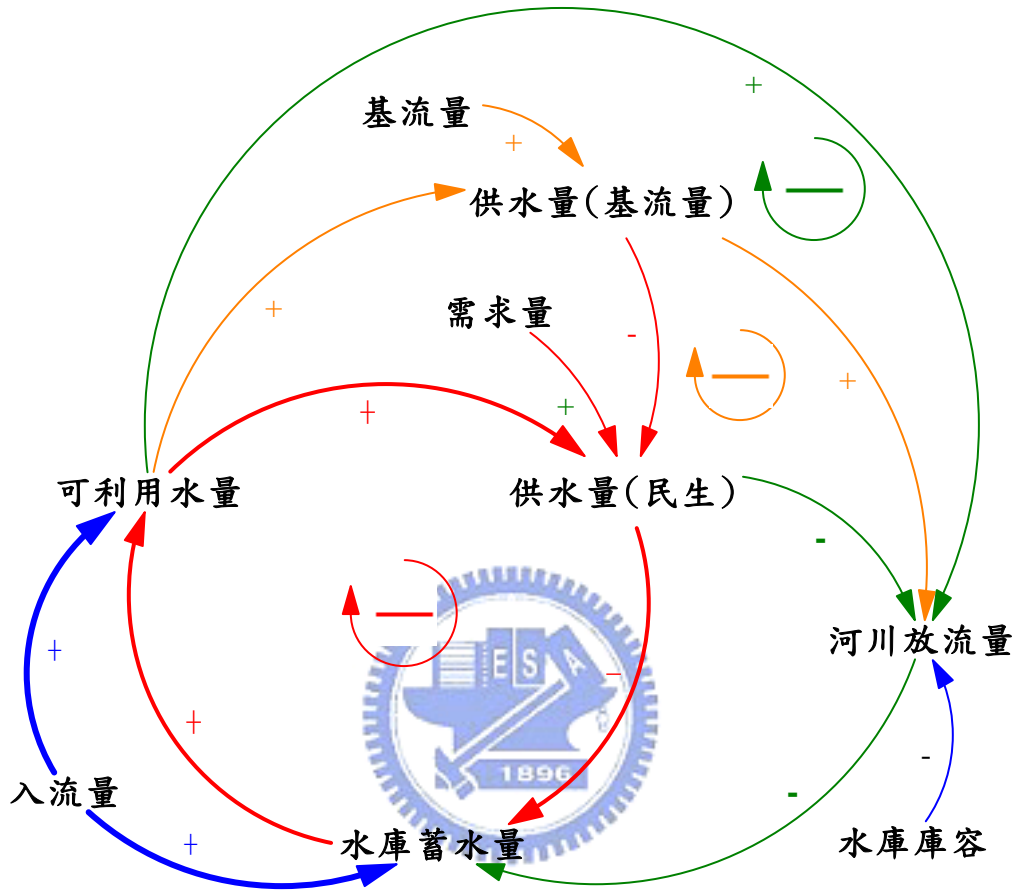 +
基流量
+
供水量(基流量)
+
需求量
-
+
+
+
可利用水量
供水量(民生)
-
河川放流量
+
ESA
-
+
-
1896
入流量
-
+
水庫蓄水量
水庫庫容